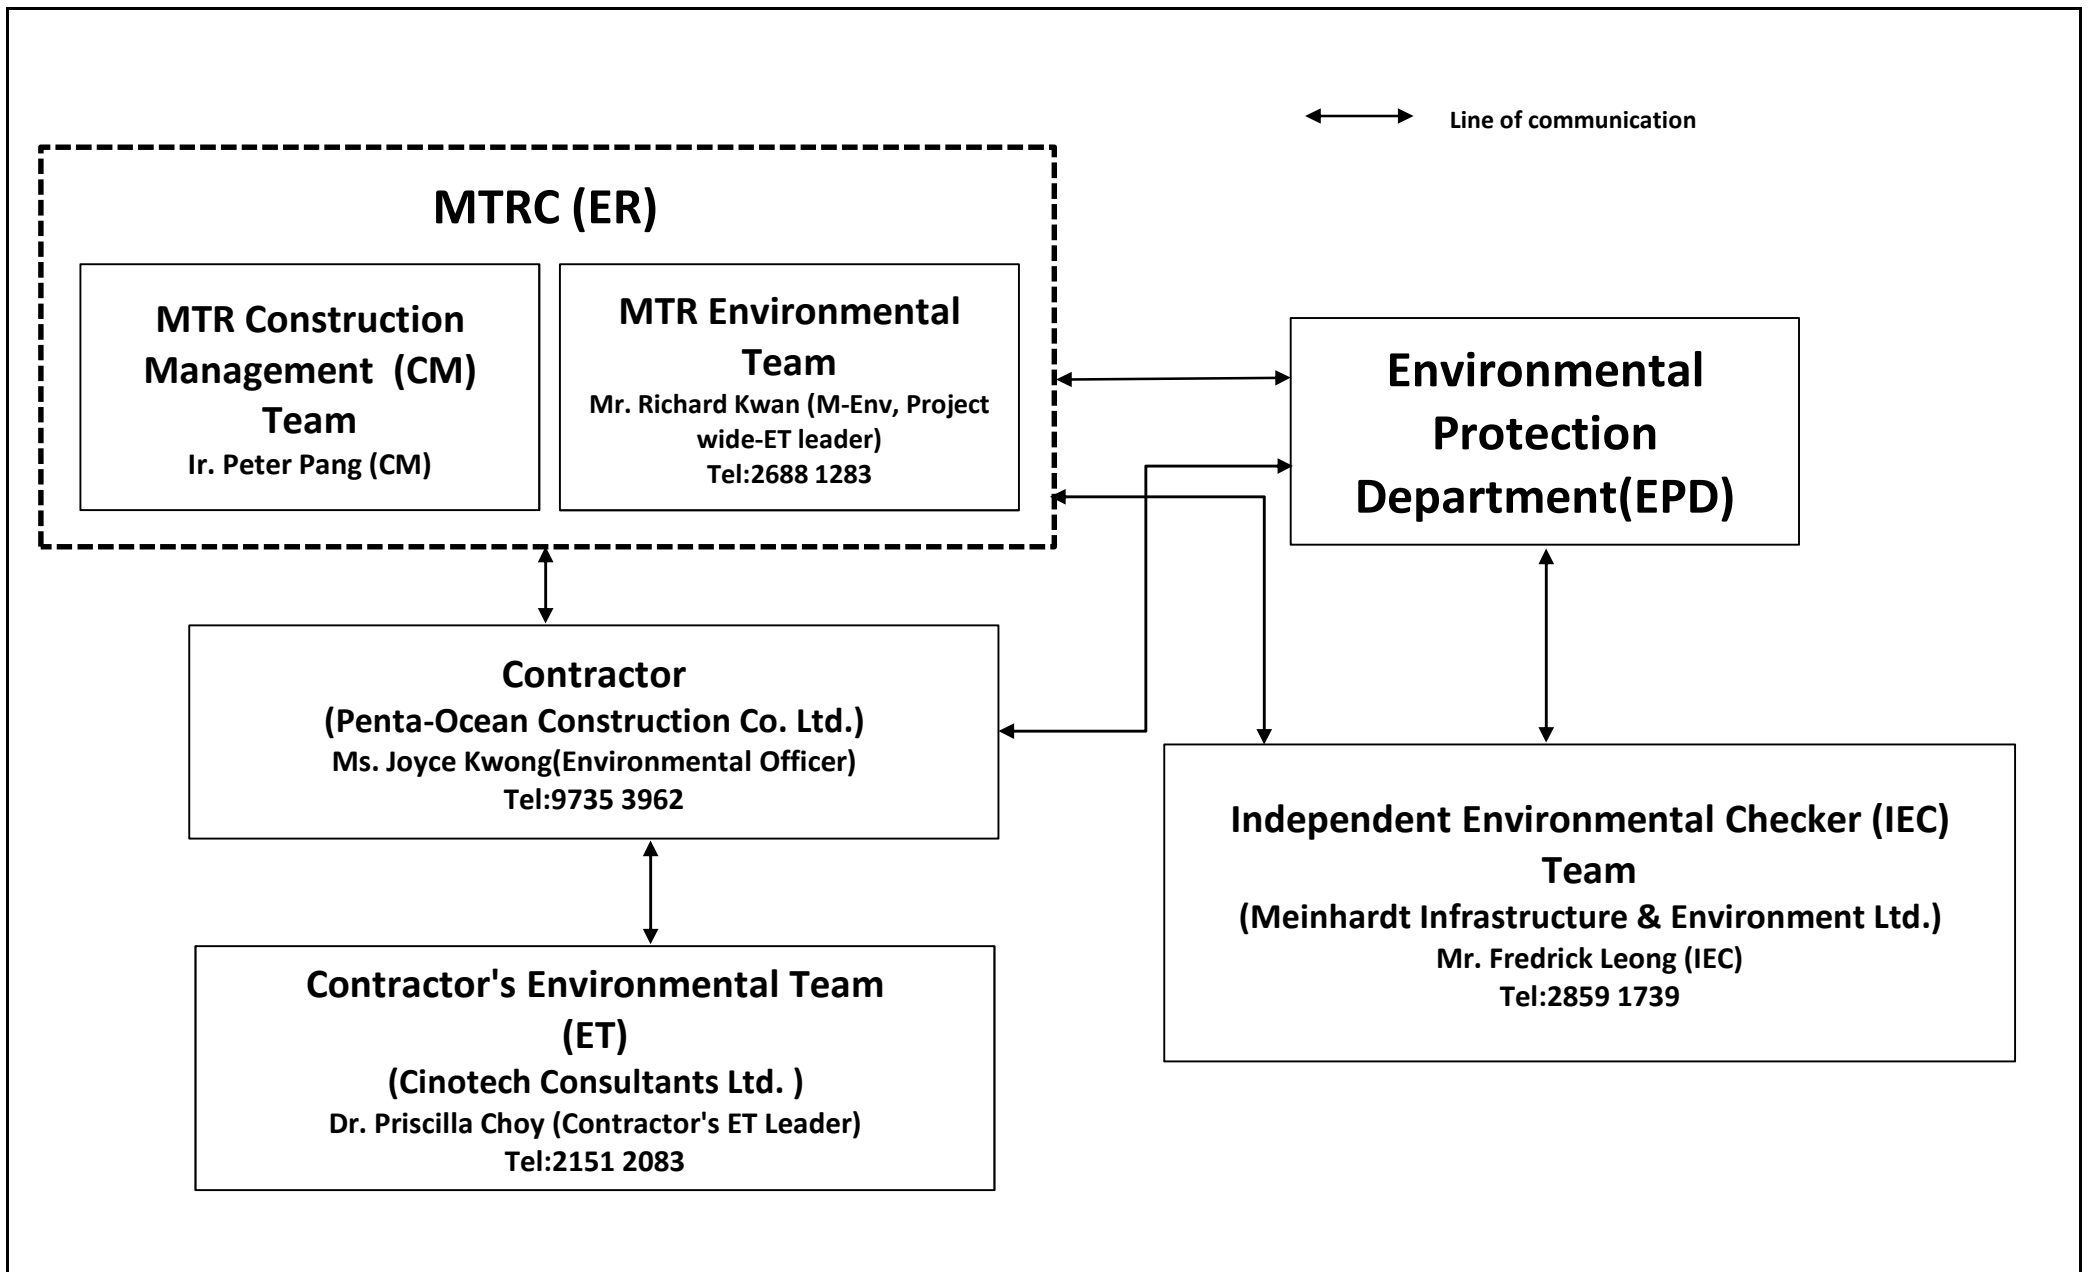 Line of communication
MTRC (ER)
MTR Construction
Management  (CM)
Team
Ir. Peter Pang (CM)
MTR Environmental
Team
Mr. Richard Kwan (M-Env, Project
wide-ET leader)
Tel:2688 1283
Environmental
Protection
Department(EPD)
Contractor
(Penta-Ocean Construction Co. Ltd.)
Ms. Joyce Kwong(Environmental Officer)
Tel:9735 3962
Independent Environmental Checker (IEC)
Team
(Meinhardt Infrastructure & Environment Ltd.)
Mr. Fredrick Leong (IEC)
Tel:2859 1739
Contractor's Environmental Team
(ET)
(Cinotech Consultants Ltd. )
Dr. Priscilla Choy (Contractor's ET Leader)
Tel:2151 2083